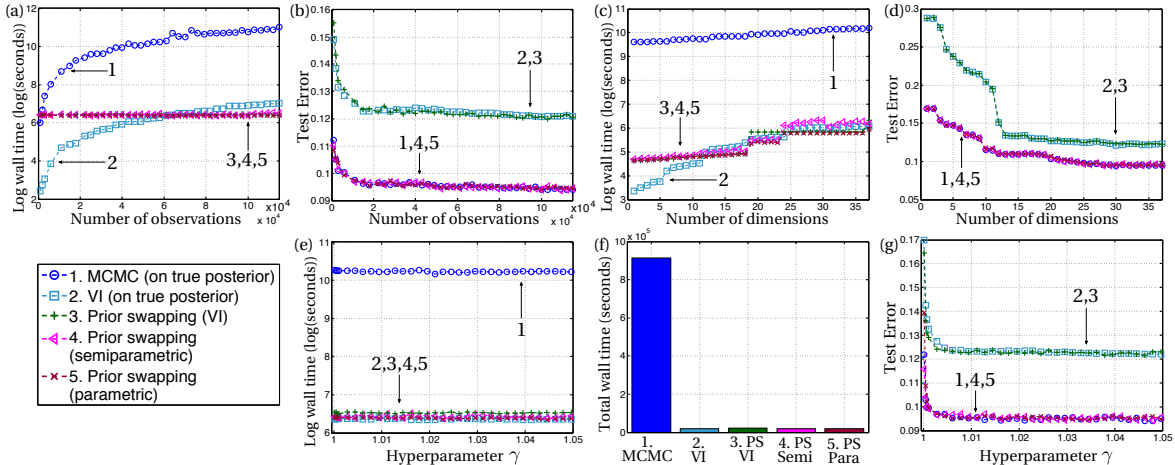 (a)
Log wall time (log(seconds))
12
10
8
6
4
2
0
2
4
6
8
10
x 10⁴
Number of observations
1
2
3,4,5
(b)
Test Error
0.16
0.15
0.14
0.13
0.12
0.11
0.1
0.09
0
2
4
6
8
10
x 10⁴
Number of observations
2,3
1,4,5
(c)
Log wall time (log(seconds))
11
10
9
8
7
6
5
4
3
0
5
10
15
20
25
30
35
Number of dimensions
1
3,4,5
2
(d)
Test Error
0.3
0.25
0.2
0.15
0.1
0.05
0
5
10
15
20
25
30
35
Number of dimensions
2,3
1,4,5
1. MCMC (on true posterior)
2. VI (on true posterior)
3. Prior swapping (VI)
4. Prior swapping
(semiparametric)
5. Prior swapping
(parametric)
(e)
Log wall time (log(seconds))
11
10
9
8
7
6
1
1.01
1.02
1.03
1.04
1.05
Hyperparameter γ
1
2,3,4,5
(f)
Total wall time (seconds)
x 10⁵
10
8
6
4
2
0
1.
MCMC
2.
VI
3. PS
VI
4. PS
Semi
5. PS
Para
(g)
Test Error
0.17
0.16
0.15
0.14
0.13
0.12
0.11
0.1
0.09
1
1.01
1.02
1.03
1.04
1.05
Hyperparameter γ
2,3
1,4,5